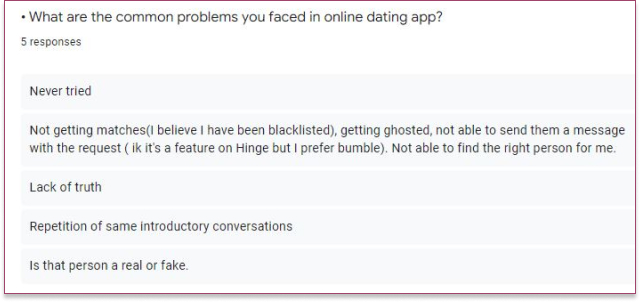 • What are the common problems you faced in online dating app?
5 responses
Never tried
Not getting matches(I believe I have been blacklisted), getting ghosted, not able to send them a message
with the request ( ik it's a feature on Hinge but I prefer bumble). Not able to find the right person for me.
Lack of truth
Repetition of same introductory conversations
Is that person a real or fake.